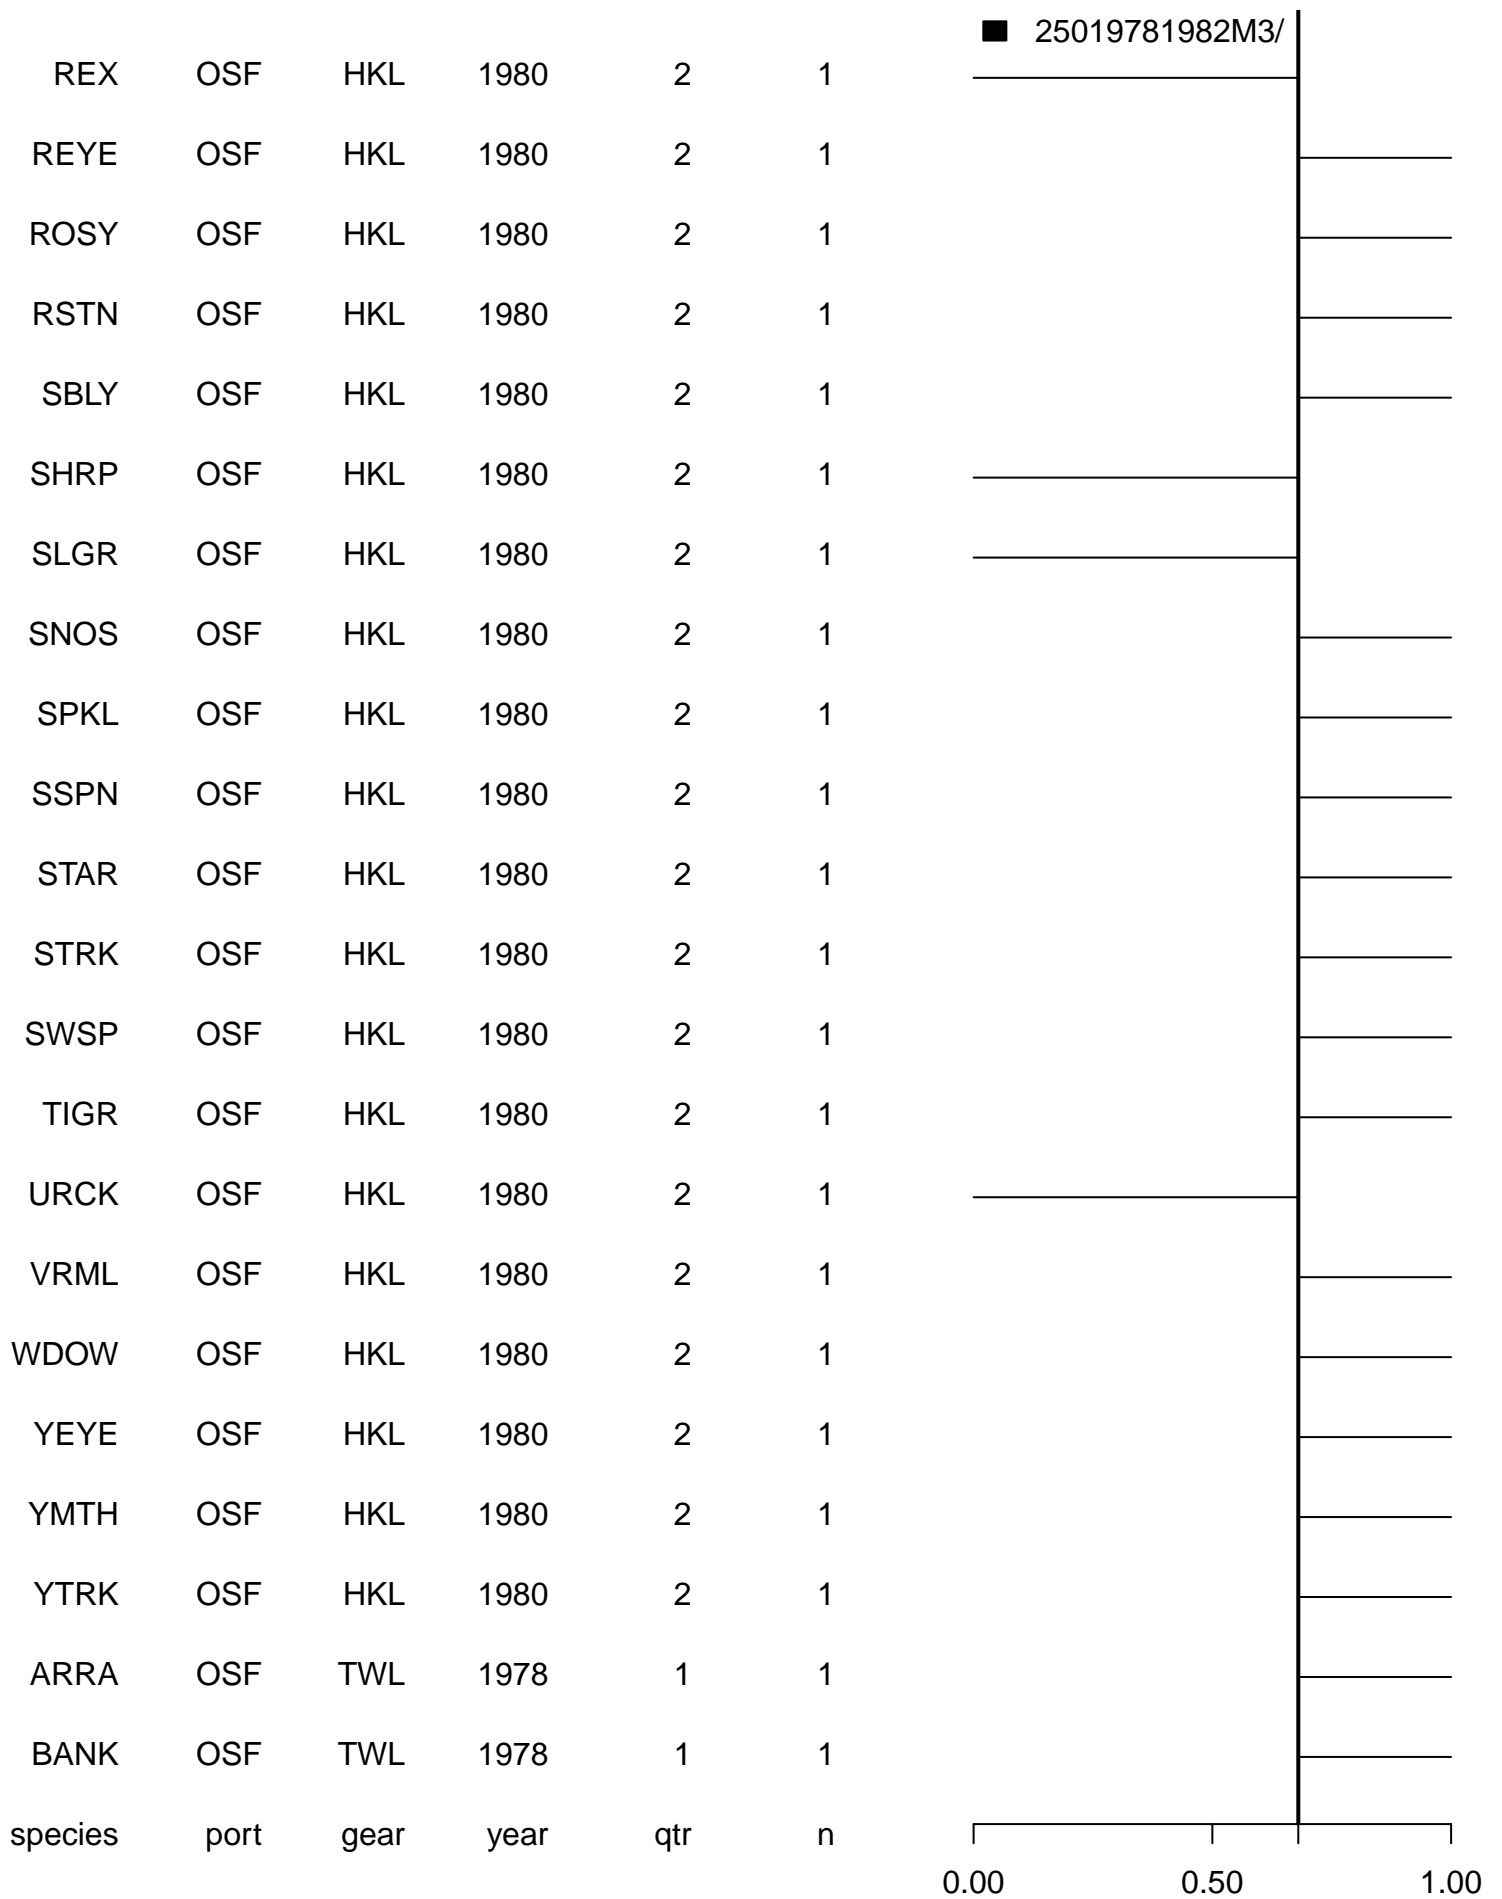 25019781982M3/
REX OSF HKL 1980 2 1
REYE OSF HKL 1980 2 1
ROSY OSF HKL 1980 2 1
RSTN OSF HKL 1980 2 1
SBLY OSF HKL 1980 2 1
SHRP OSF HKL 1980 2 1
SLGR OSF HKL 1980 2 1
SNOS OSF HKL 1980 2 1
SPKL OSF HKL 1980 2 1
SSPN OSF HKL 1980 2 1
STAR OSF HKL 1980 2 1
STRK OSF HKL 1980 2 1
SWSP OSF HKL 1980 2 1
TIGR OSF HKL 1980 2 1
URCK OSF HKL 1980 2 1
VRML OSF HKL 1980 2 1
WDOW OSF HKL 1980 2 1
YEYE OSF HKL 1980 2 1
YMTH OSF HKL 1980 2 1
YTRK OSF HKL 1980 2 1
ARRA OSF TWL 1978 1 1
BANK OSF TWL 1978 1 1
species port gear year qtr n
0.00 0.50 1.00